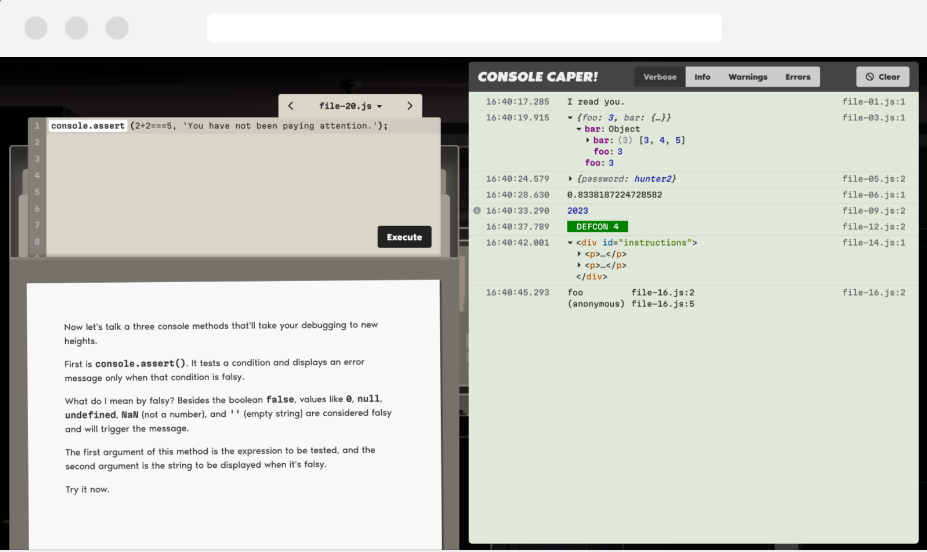 CONSOLE CAPER!
Verbose Info Warnings Errors
Clear
file-20.js
1 console.assert (2+2===5, 'You have not been paying attention.');
2
3
4
5
6
7
8
Execute
Now let's talk a three console methods that'll take your debugging to new
heights.
First is console.assert(). It tests a condition and displays an error
message only when that condition is falsy.
What do I mean by falsy? Besides the boolean false, values like 0, null,
undefined, NaN (not a number), and '' (empty string) are considered falsy
and will trigger the message.
The first argument of this method is the expression to be tested, and the
second argument is the string to be displayed when it's falsy.
Try it now.
16:40:17.285 I read you. file-01.js:1
16:40:19.915 {foo: 3, bar: {…}} file-03.js:1
bar: Object
bar: (3) [3, 4, 5]
foo: 3
foo: 3
16:40:24.579 {password: hunter2} file-05.js:2
16:40:28.630 0.8338187224728582 file-06.js:1
16:40:33.290 2023 file-09.js:2
16:40:37.789 DEFCON 4 file-12.js:2
16:40:42.001 <div id="instructions"> file-14.js:1
<p>…</p>
<p>…</p>
</div>
16:40:45.293 foo file-16.js:2 file-16.js:2
(anonymous) file-16.js:5